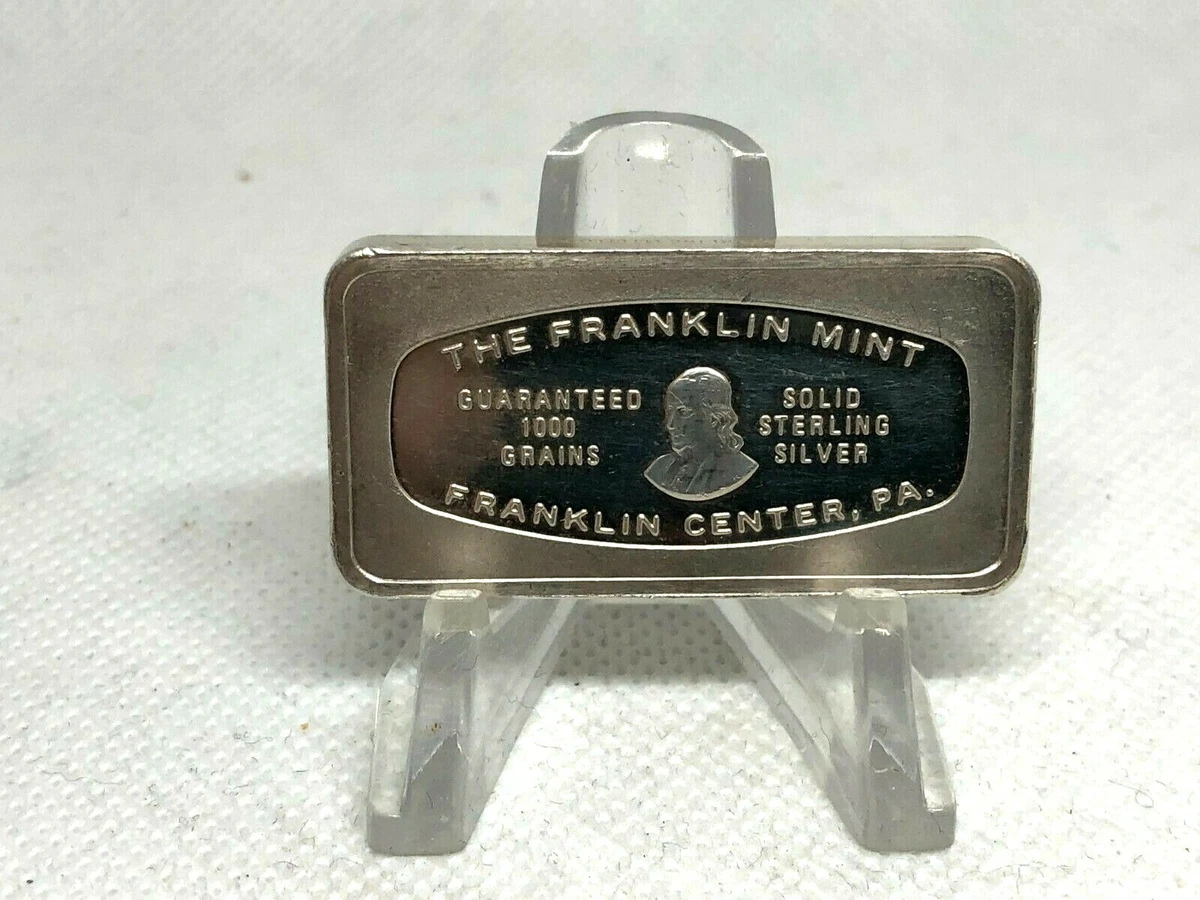 THE FRANKLIN MINT
GUARANTEED
1000
GRAINS
SOLID
STERLING
SILVER
FRANKLIN CENTER, PA.